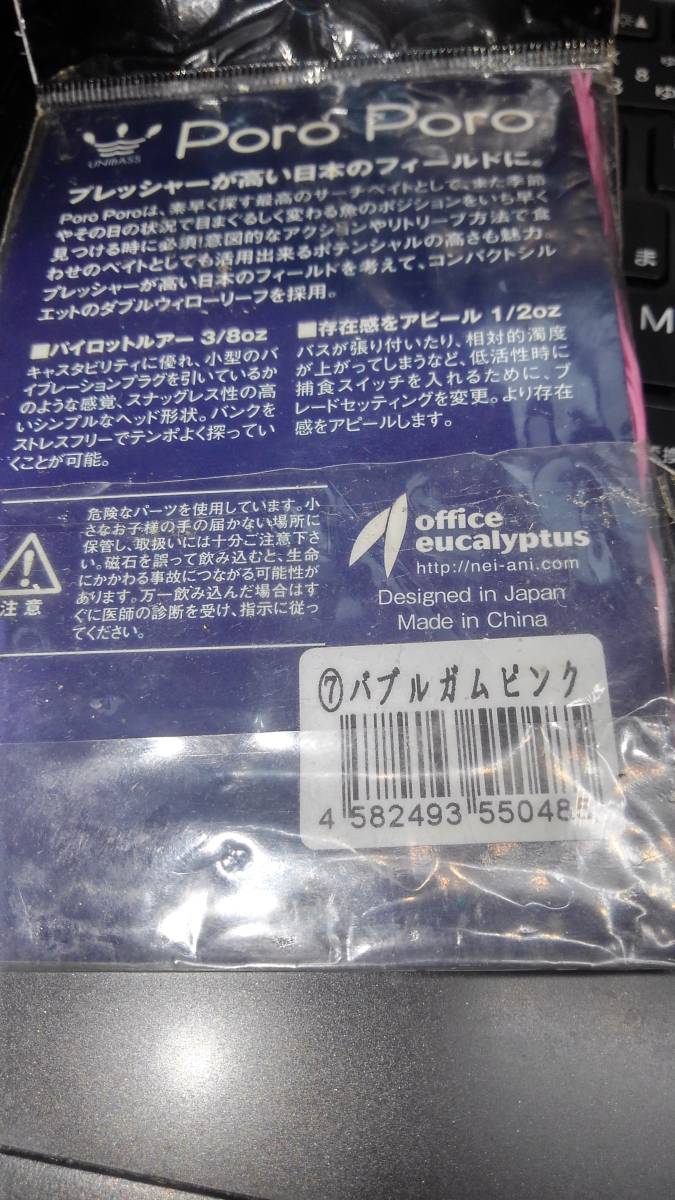 UNIBASS
Poro Poro
プレッシャーが高い日本のフィールドに。
Poro Poroは、素早く探す最高のサーチベイトとして、また季節
やその日の状況で目まぐるしく変わる魚のポジションをいち早く
見つける時に必須!意図的なアクションやリトリーブ方法で食
わせのベイトとしても活用出来るポテンシャルの高さも魅力。
プレッシャーが高い日本のフィールドを考えて、コンパクトシル
エットのダブルウィローリーフを採用。
■パイロットルアー 3/8oz
キャスタビリティに優れ、小型のバ
イブレーションプラグを引いているか
のような感覚、スナッグレス性の高
いシンプルなヘッド形状。バンクを
ストレスフリーでテンポよく探ってい
くことが可能。
■存在感をアピール 1/2oz
バスが張り付いたり、相対的濁度
が上がってしまうなど、低活性時に
捕食スイッチを入れるために、ブ
レードセッティングを変更。より存在
感をアピールします。
注意
危険なパーツを使用しています。小
さなお子様の手の届かない場所に
保管し、取扱いには十分ご注意下さ
い。磁石を誤って飲み込むと、生命
にかかわる事故につながる可能性が
あります。万一飲み込んだ場合はす
ぐに医師の診断を受け、指示に従っ
てください。
office
eucalyptus
http://nei-ani.com
Designed in Japan
Made in China
⑦バブルガムピンク
4 582493 55048
8
ゆ
ま
M